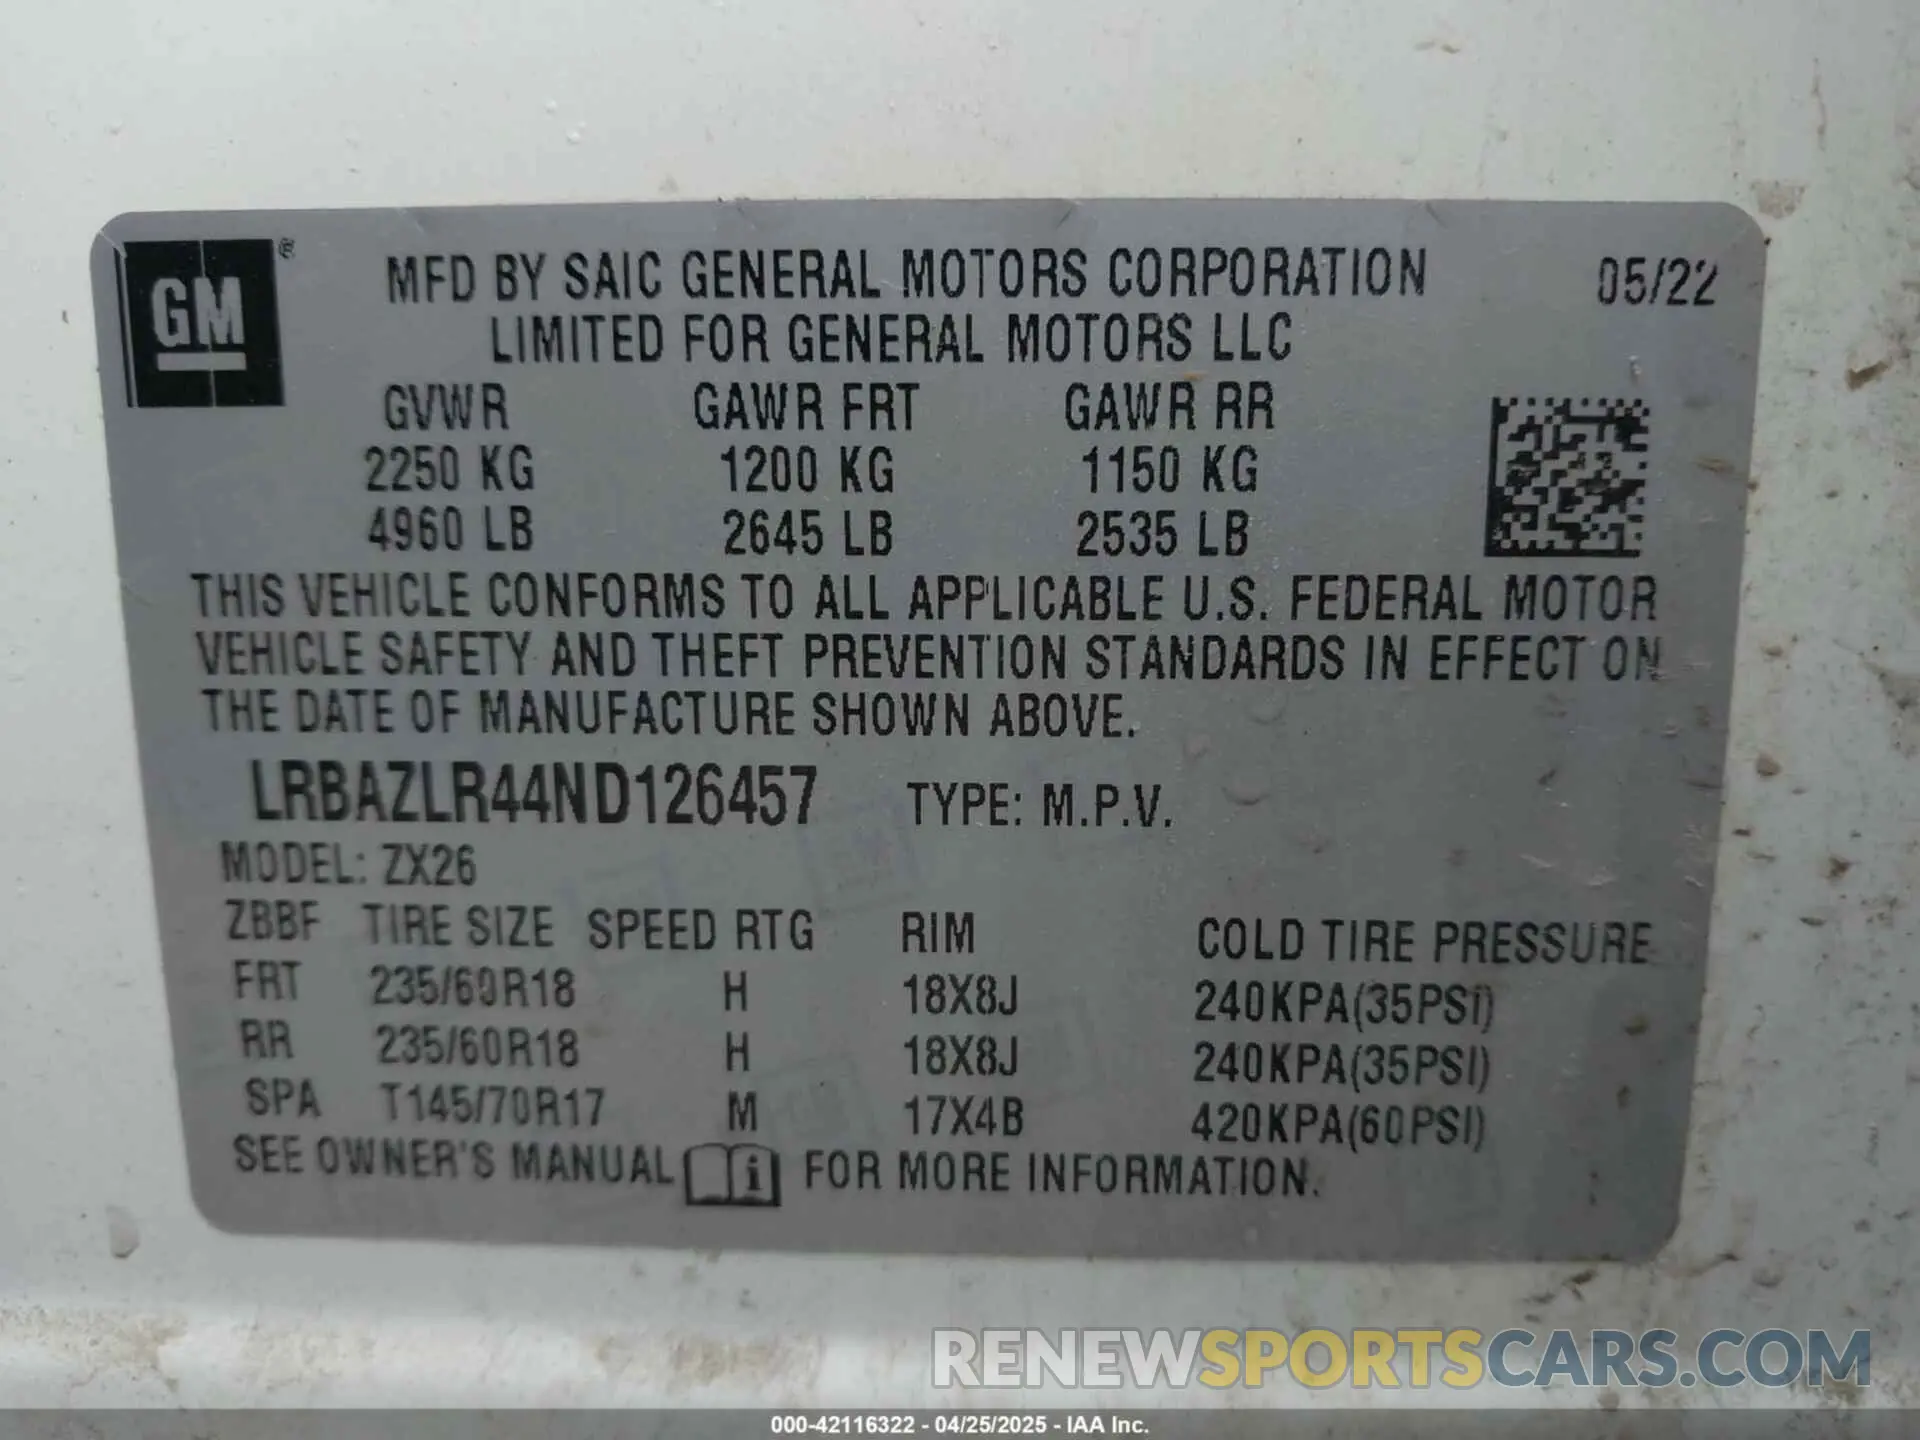 GM ®
MFD BY SAIC GENERAL MOTORS CORPORATION 05/22
LIMITED FOR GENERAL MOTORS LLC
GVWR GAWR FRT GAWR RR
2250 KG 1200 KG 1150 KG
4960 LB 2645 LB 2535 LB
THIS VEHICLE CONFORMS TO ALL APPLICABLE U.S. FEDERAL MOTOR
VEHICLE SAFETY AND THEFT PREVENTION STANDARDS IN EFFECT ON
THE DATE OF MANUFACTURE SHOWN ABOVE.
LRBAZLR44ND126457 TYPE: M.P.V.
MODEL: ZX26
ZBBF TIRE SIZE SPEED RTG RIM COLD TIRE PRESSURE
FRT 235/60R18 H 18X8J 240KPA(35PSI)
RR 235/60R18 H 18X8J 240KPA(35PSI)
SPA T145/70R17 M 17X4B 420KPA(60PSI)
SEE OWNER'S MANUAL i FOR MORE INFORMATION.
RENEWSPORTSCARS.COM
000-42116322 - 04/25/2025 - IAA Inc.